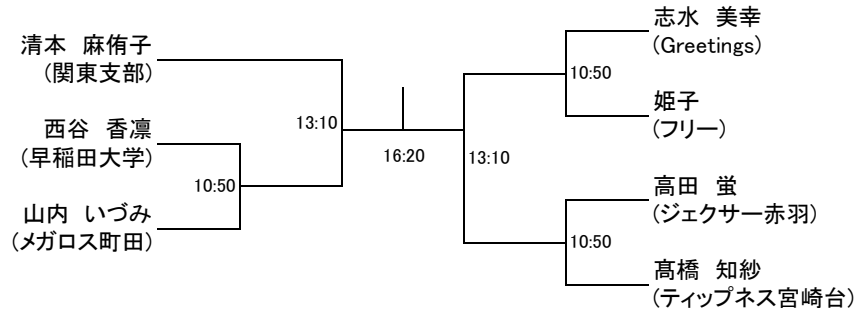 清本　麻侑子
(関東支部)
西谷　香凛
(早稲田大学)
山内　いづみ
(メガロス町田)
10:50
13:10
16:20
志水　美幸
(Greetings)
姫子
(フリー)
10:50
13:10
高田　蛍
(ジェクサー赤羽)
髙橋　知紗
(ティップネス宮崎台)
10:50